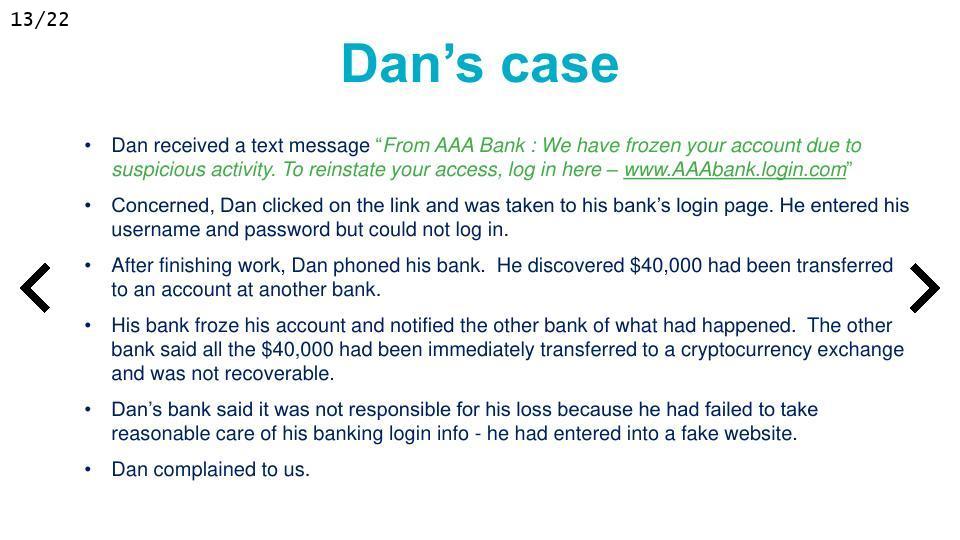 13/22
Dan’s case
• Dan received a text message “From AAA Bank : We have frozen your account due to
suspicious activity. To reinstate your access, log in here – www.AAAbank.login.com”
• Concerned, Dan clicked on the link and was taken to his bank’s login page. He entered his
username and password but could not log in.
• After finishing work, Dan phoned his bank.  He discovered $40,000 had been transferred
to an account at another bank.
• His bank froze his account and notified the other bank of what had happened.  The other
bank said all the $40,000 had been immediately transferred to a cryptocurrency exchange
and was not recoverable.
• Dan’s bank said it was not responsible for his loss because he had failed to take
reasonable care of his banking login info - he had entered into a fake website.
• Dan complained to us.